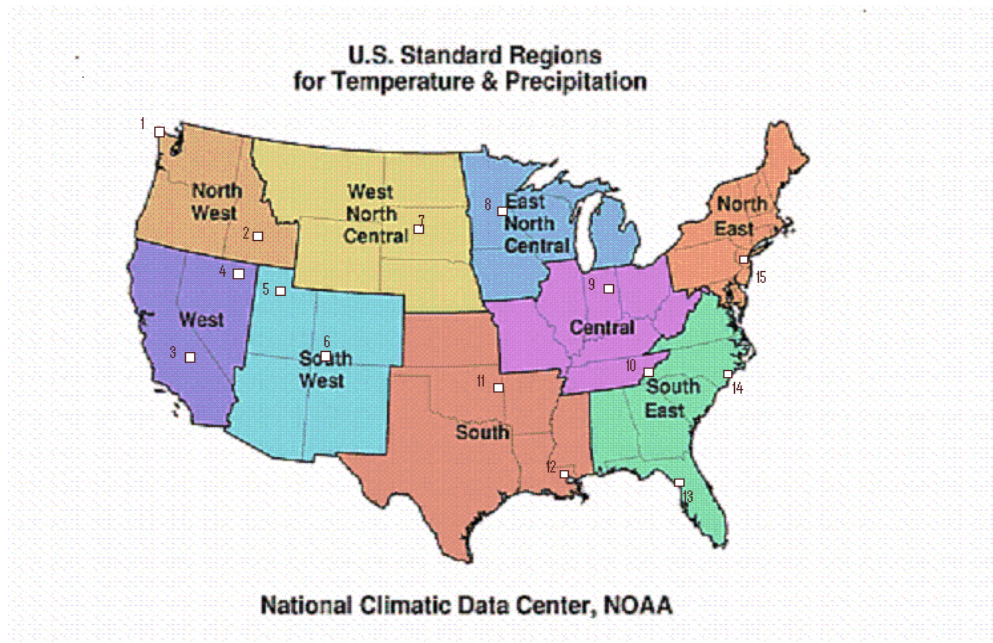 U.S. Standard Regions
for Temperature & Precipitation
1
North
West
2
West
North
Central
7
8
East
North
Central
North
East
15
4
5
West
3
6
South
West
9
Central
10
South
East
14
11
South
12
13
National Climatic Data Center, NOAA